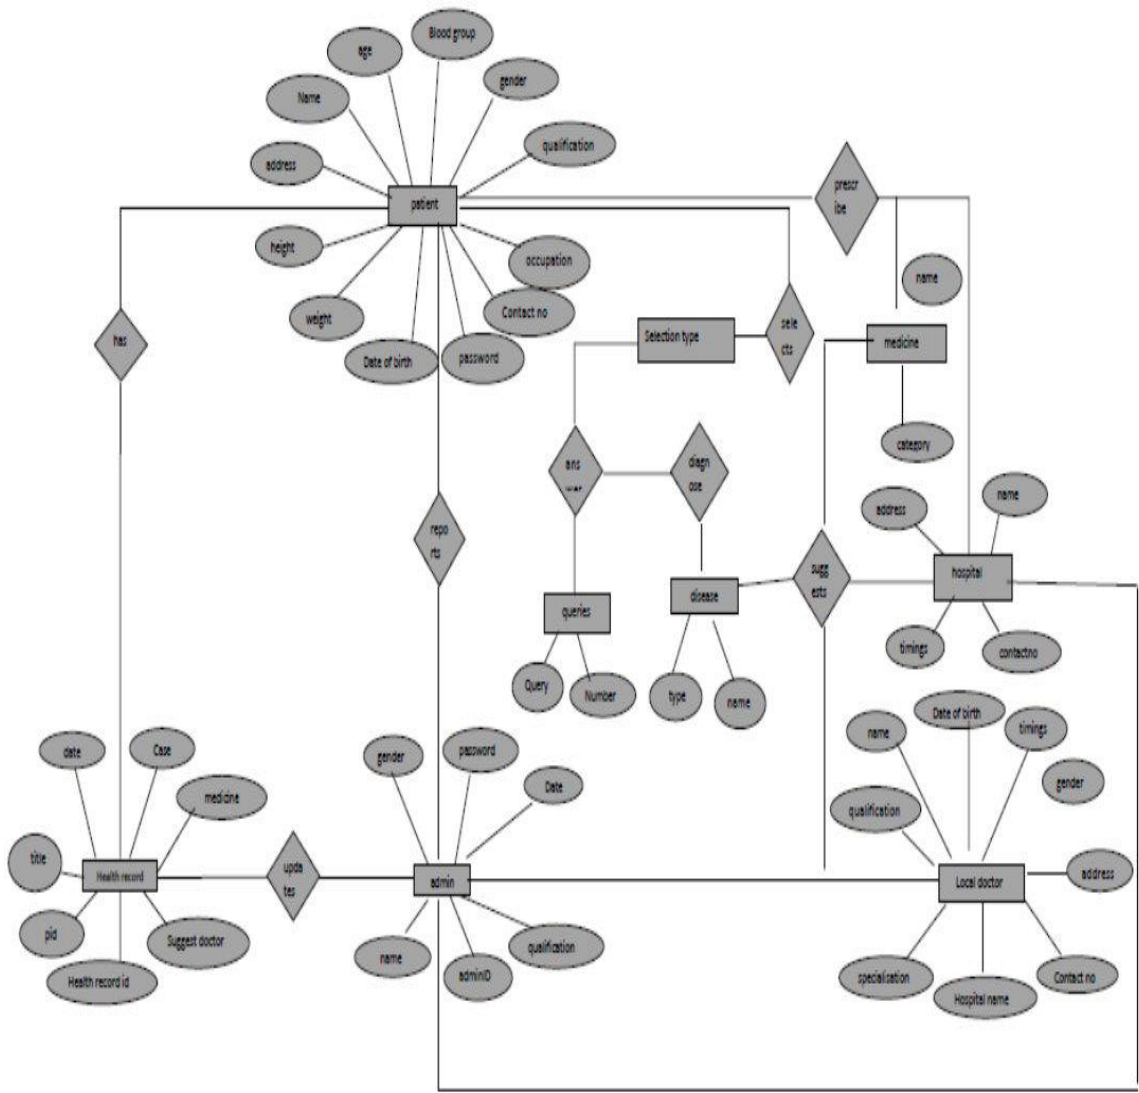 Blood group
age
gender
Name
qualification
address
prescr
ibe
patient
height
occupation
name
weight
Contact no
sele
cts
has
Selection type
medicine
Date of birth
password
category
ans
diagn
ose
address
name
repo
rts
sugg
ests
hospital
disease
queries
timings
contactno
Query
Number
type
name
Date of birth
name
timings
date
Case
gender
password
gender
Date
medicine
qualification
title
Health record
upda
tes
admin
Local doctor
address
pid
Suggest doctor
name
qualification
adminID
specialisation
Contact no
Health record id
Hospital name